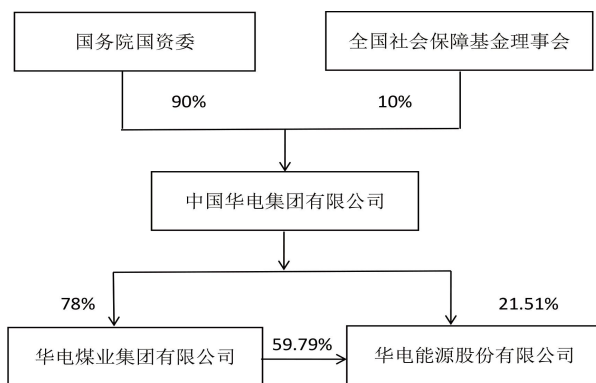 国务院国资委
全国社会保障基金理事会
90%
10%
中国华电集团有限公司
78%
21.51%
华电煤业集团有限公司
59.79%
华电能源股份有限公司